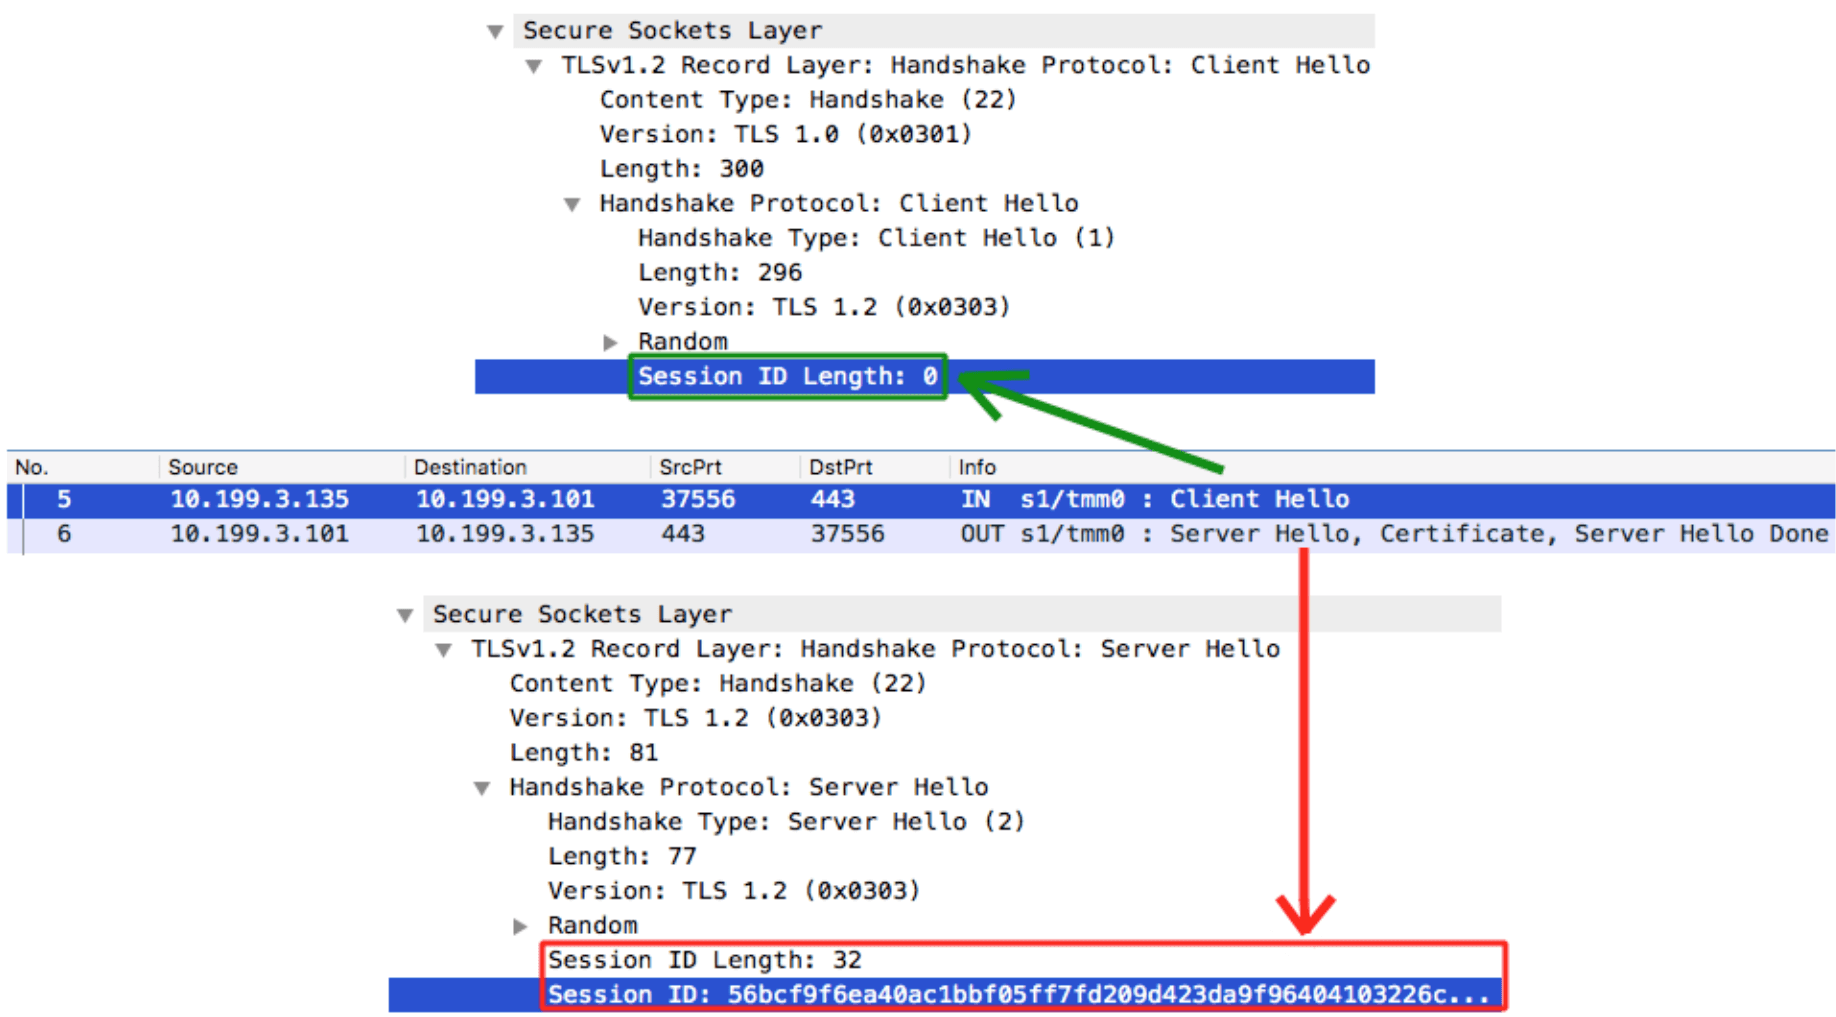 Secure Sockets Layer
TLSv1.2 Record Layer: Handshake Protocol: Client Hello
Content Type: Handshake (22)
Version: TLS 1.0 (0x0301)
Length: 300
Handshake Protocol: Client Hello
Handshake Type: Client Hello (1)
Length: 296
Version: TLS 1.2 (0x0303)
Random
Session ID Length: 0
No. Source Destination SrcPrt DstPrt Info
5 10.199.3.135 10.199.3.101 37556 443 IN s1/tmm0 : Client Hello
6 10.199.3.101 10.199.3.135 443 37556 OUT s1/tmm0 : Server Hello, Certificate, Server Hello Done
Secure Sockets Layer
TLSv1.2 Record Layer: Handshake Protocol: Server Hello
Content Type: Handshake (22)
Version: TLS 1.2 (0x0303)
Length: 81
Handshake Protocol: Server Hello
Handshake Type: Server Hello (2)
Length: 77
Version: TLS 1.2 (0x0303)
Random
Session ID Length: 32
Session ID: 56bcf9f6ea40ac1bbf05ff7fd209d423da9f96404103226c...